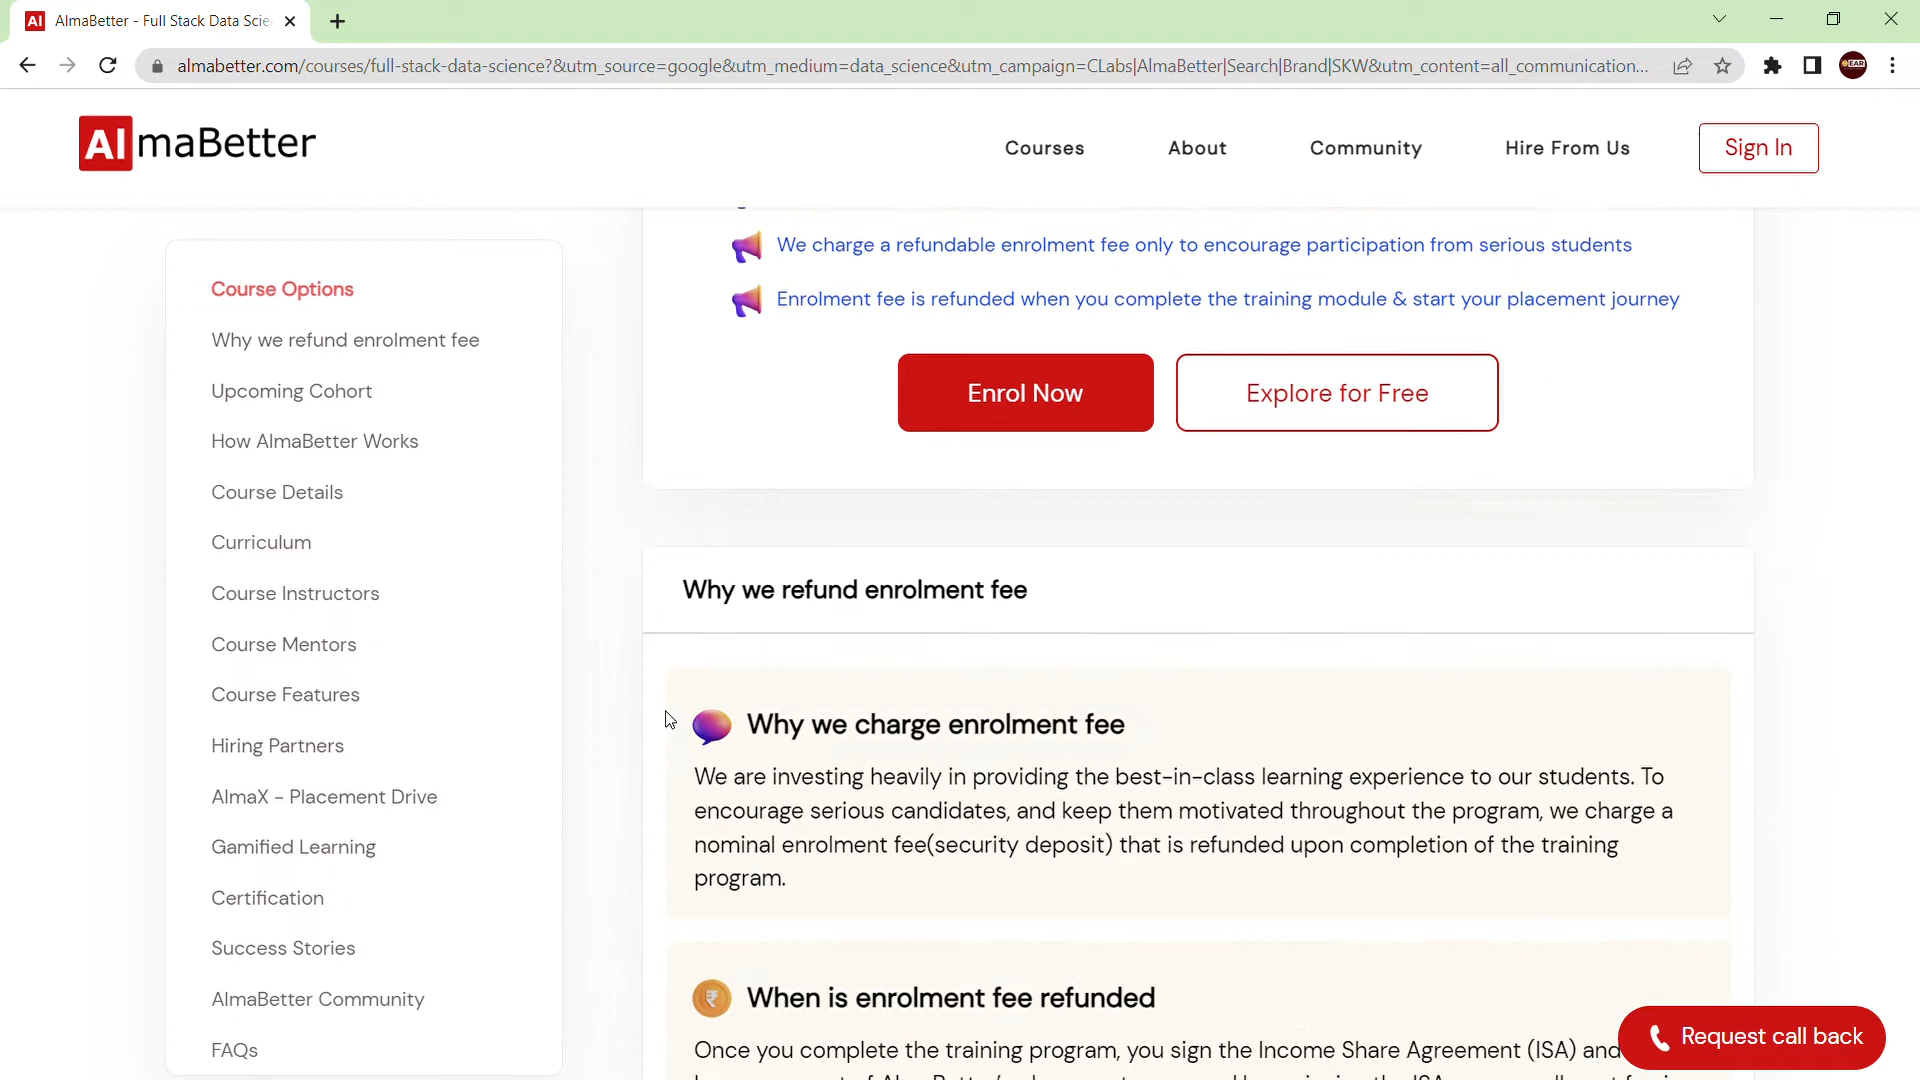 AlmaBetter - Full Stack Data Scie
almabetter.com/courses/full-stack-data-science?&utm_source=google&utm_medium=data_science&utm_campaign=CLabs|AlmaBetter|Search|Brand|SKW&utm_content=all_communication...
AlmaBetter
Courses
About
Community
Hire From Us
Sign In
Course Options
Why we refund enrolment fee
Upcoming Cohort
How AlmaBetter Works
Course Details
Curriculum
Course Instructors
Course Mentors
Course Features
Hiring Partners
AlmaX - Placement Drive
Gamified Learning
Certification
Success Stories
AlmaBetter Community
FAQs
We charge a refundable enrolment fee only to encourage participation from serious students
Enrolment fee is refunded when you complete the training module & start your placement journey
Enrol Now
Explore for Free
Why we refund enrolment fee
Why we charge enrolment fee
We are investing heavily in providing the best-in-class learning experience to our students. To
encourage serious candidates, and keep them motivated throughout the program, we charge a
nominal enrolment fee(security deposit) that is refunded upon completion of the training
program.
₹
When is enrolment fee refunded
Once you complete the training program, you sign the Income Share Agreement (ISA) and
Request call back